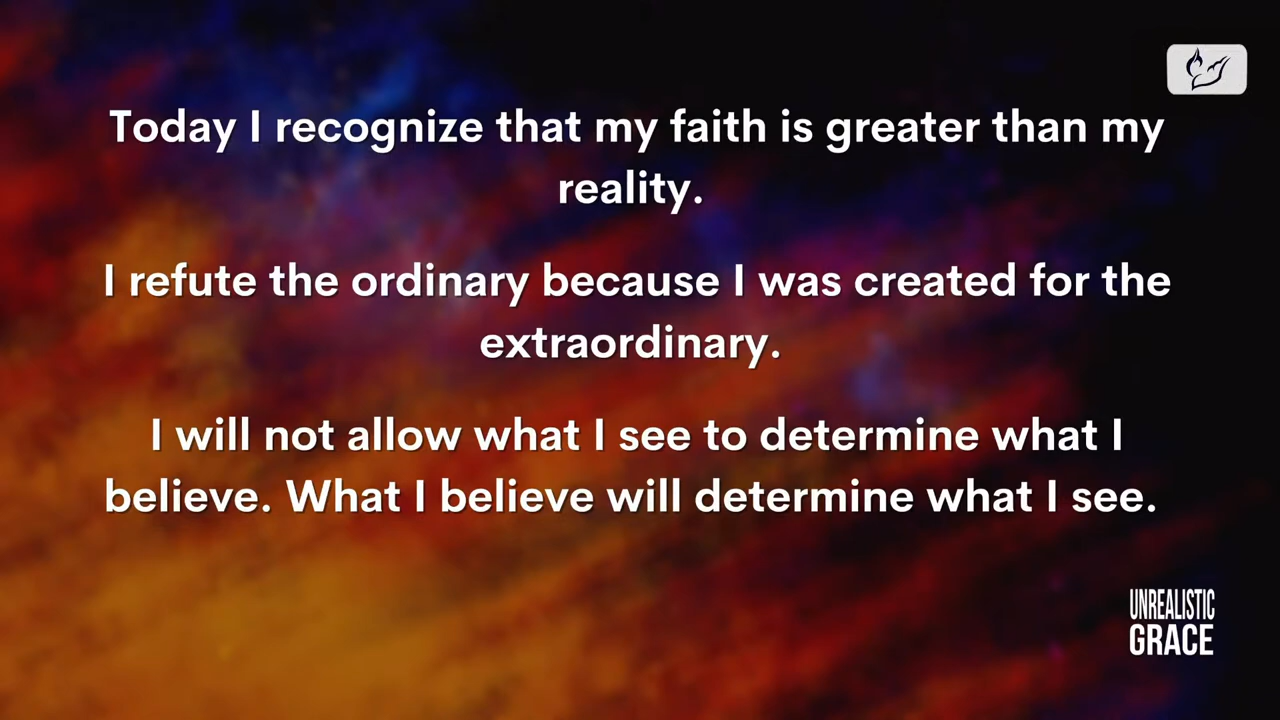 Today I recognize that my faith is greater than my
reality.
I refute the ordinary because I was created for the
extraordinary.
I will not allow what I see to determine what I
believe. What I believe will determine what I see.
UNREALISTIC
GRACE